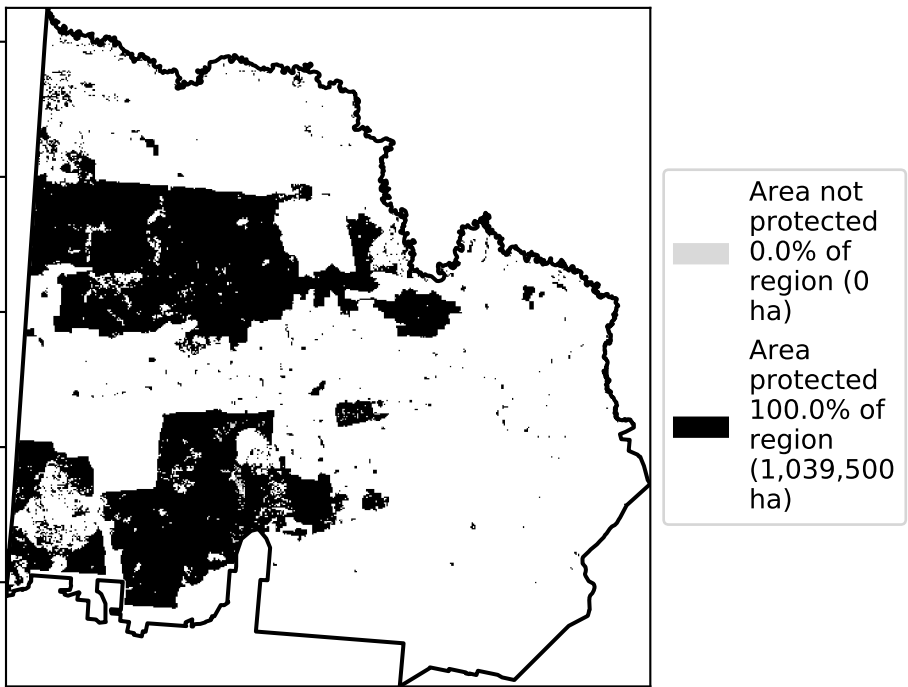 Area not
protected
0.0% of
region (0
ha)
Area
protected
100.0% of
region
(1,039,500
ha)